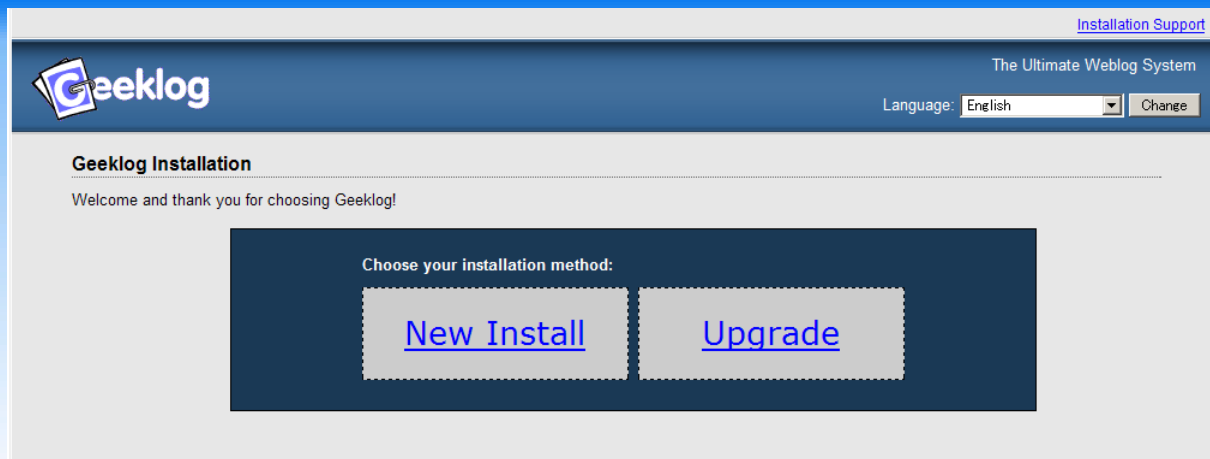 Installation Support
Geeklog
The Ultimate Weblog System
Language: English Change
Geeklog Installation
Welcome and thank you for choosing Geeklog!
Choose your installation method:
New Install Upgrade